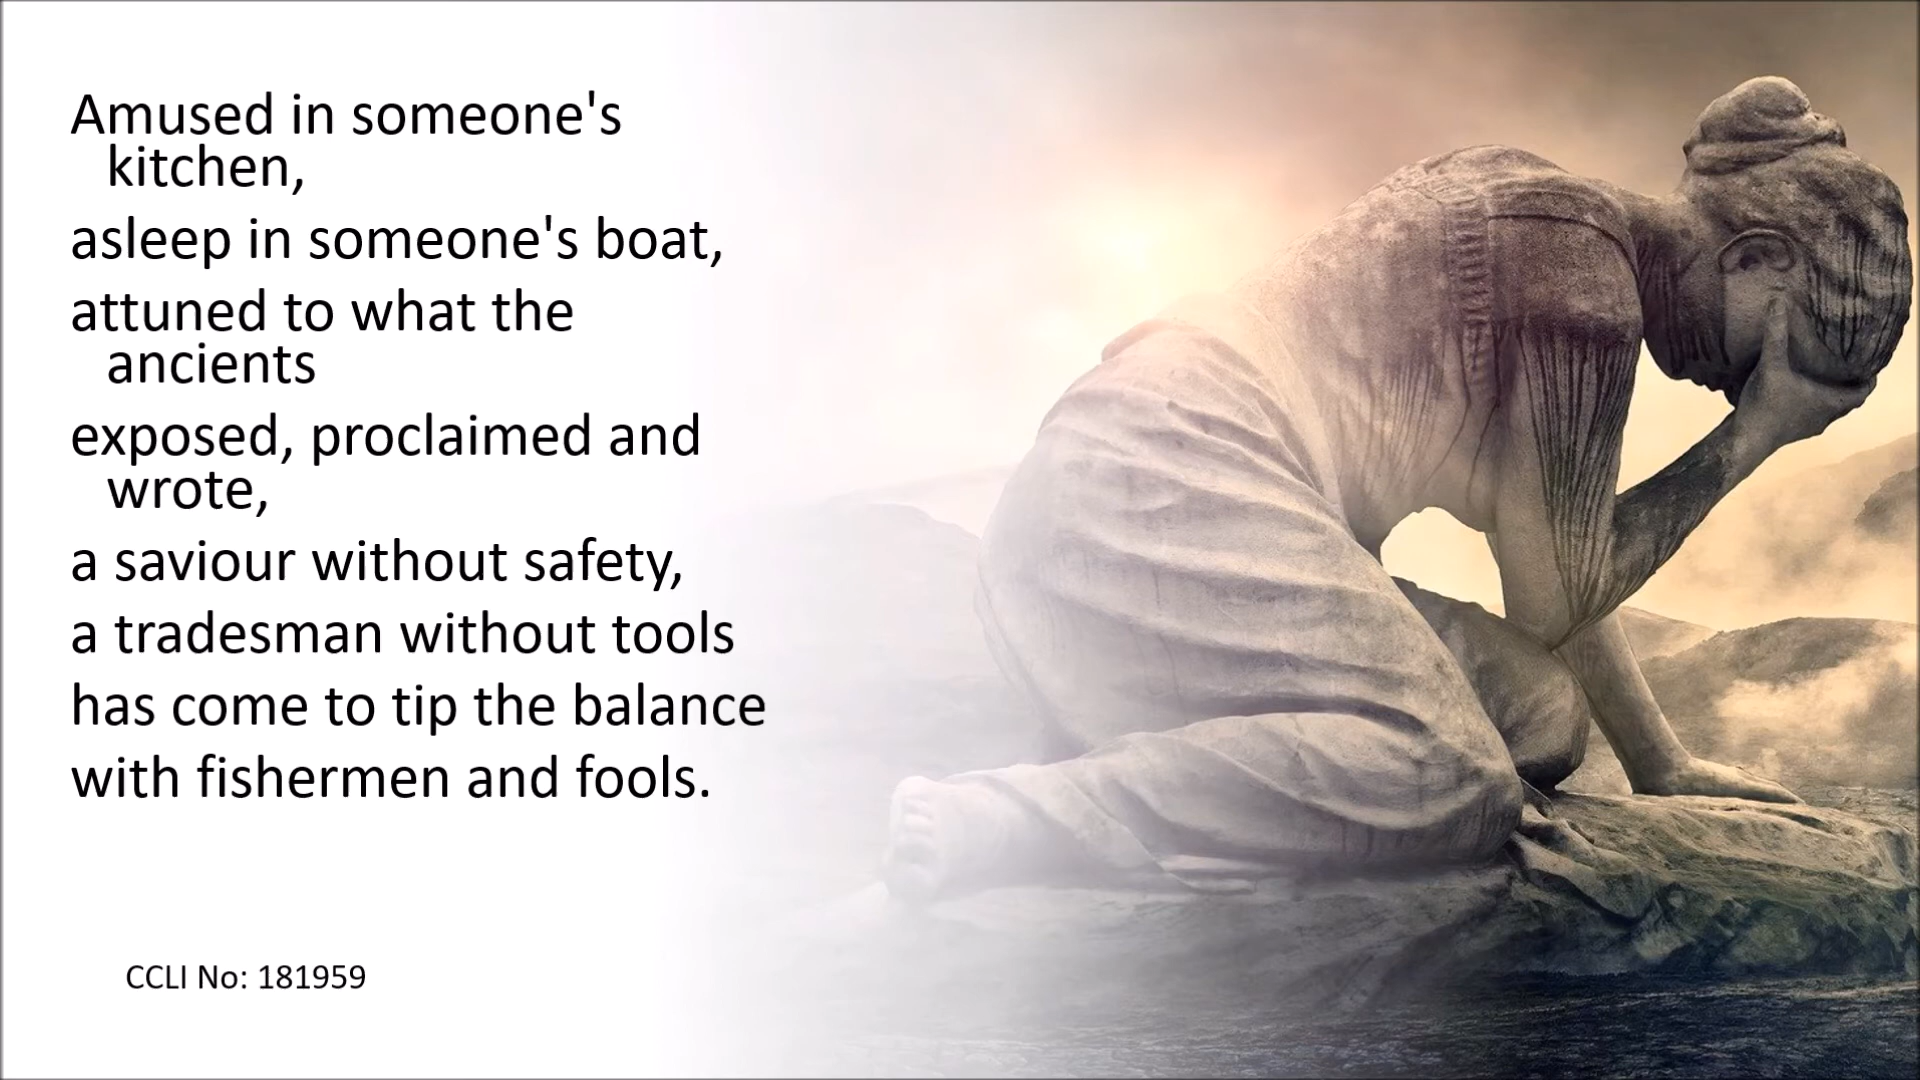 Amused in someone's
kitchen,
asleep in someone's boat,
attuned to what the
ancients
exposed, proclaimed and
wrote,
a saviour without safety,
a tradesman without tools
has come to tip the balance
with fishermen and fools.
CCLI No: 181959